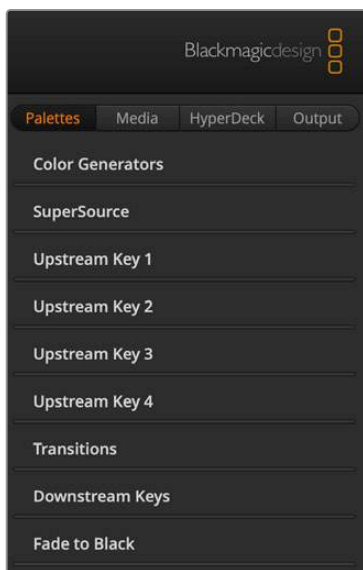 Blackmagicdesign
Palettes Media HyperDeck Output
Color Generators
SuperSource
Upstream Key 1
Upstream Key 2
Upstream Key 3
Upstream Key 4
Transitions
Downstream Keys
Fade to Black